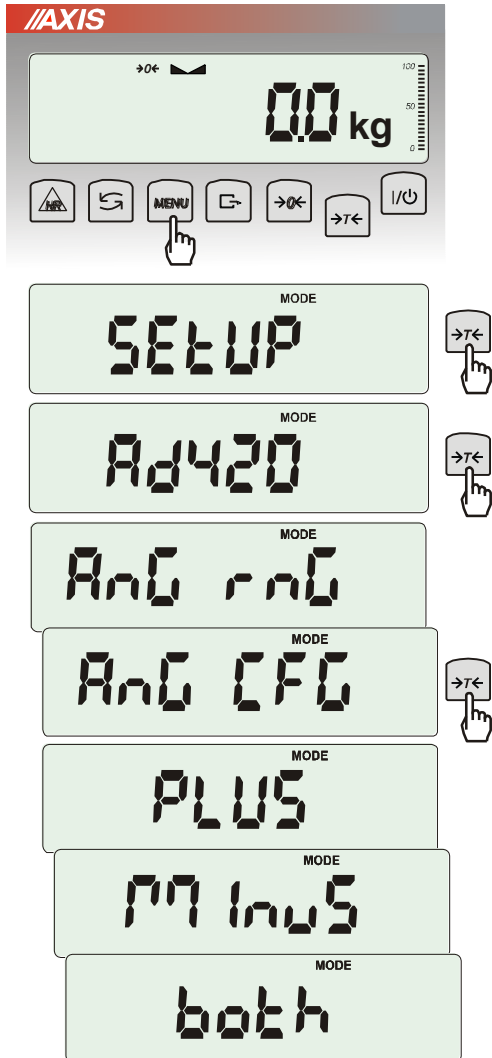 //AXIS
→0←
100
50
0
0.0 kg
HR MENU →0← →T← I/
MODE
SEtUP
→T←
MODE
Ad420
→T←
MODE
AnG rnG
MODE
AnG CFG
→T←
MODE
PLUS
MODE
MInuS
MODE
both